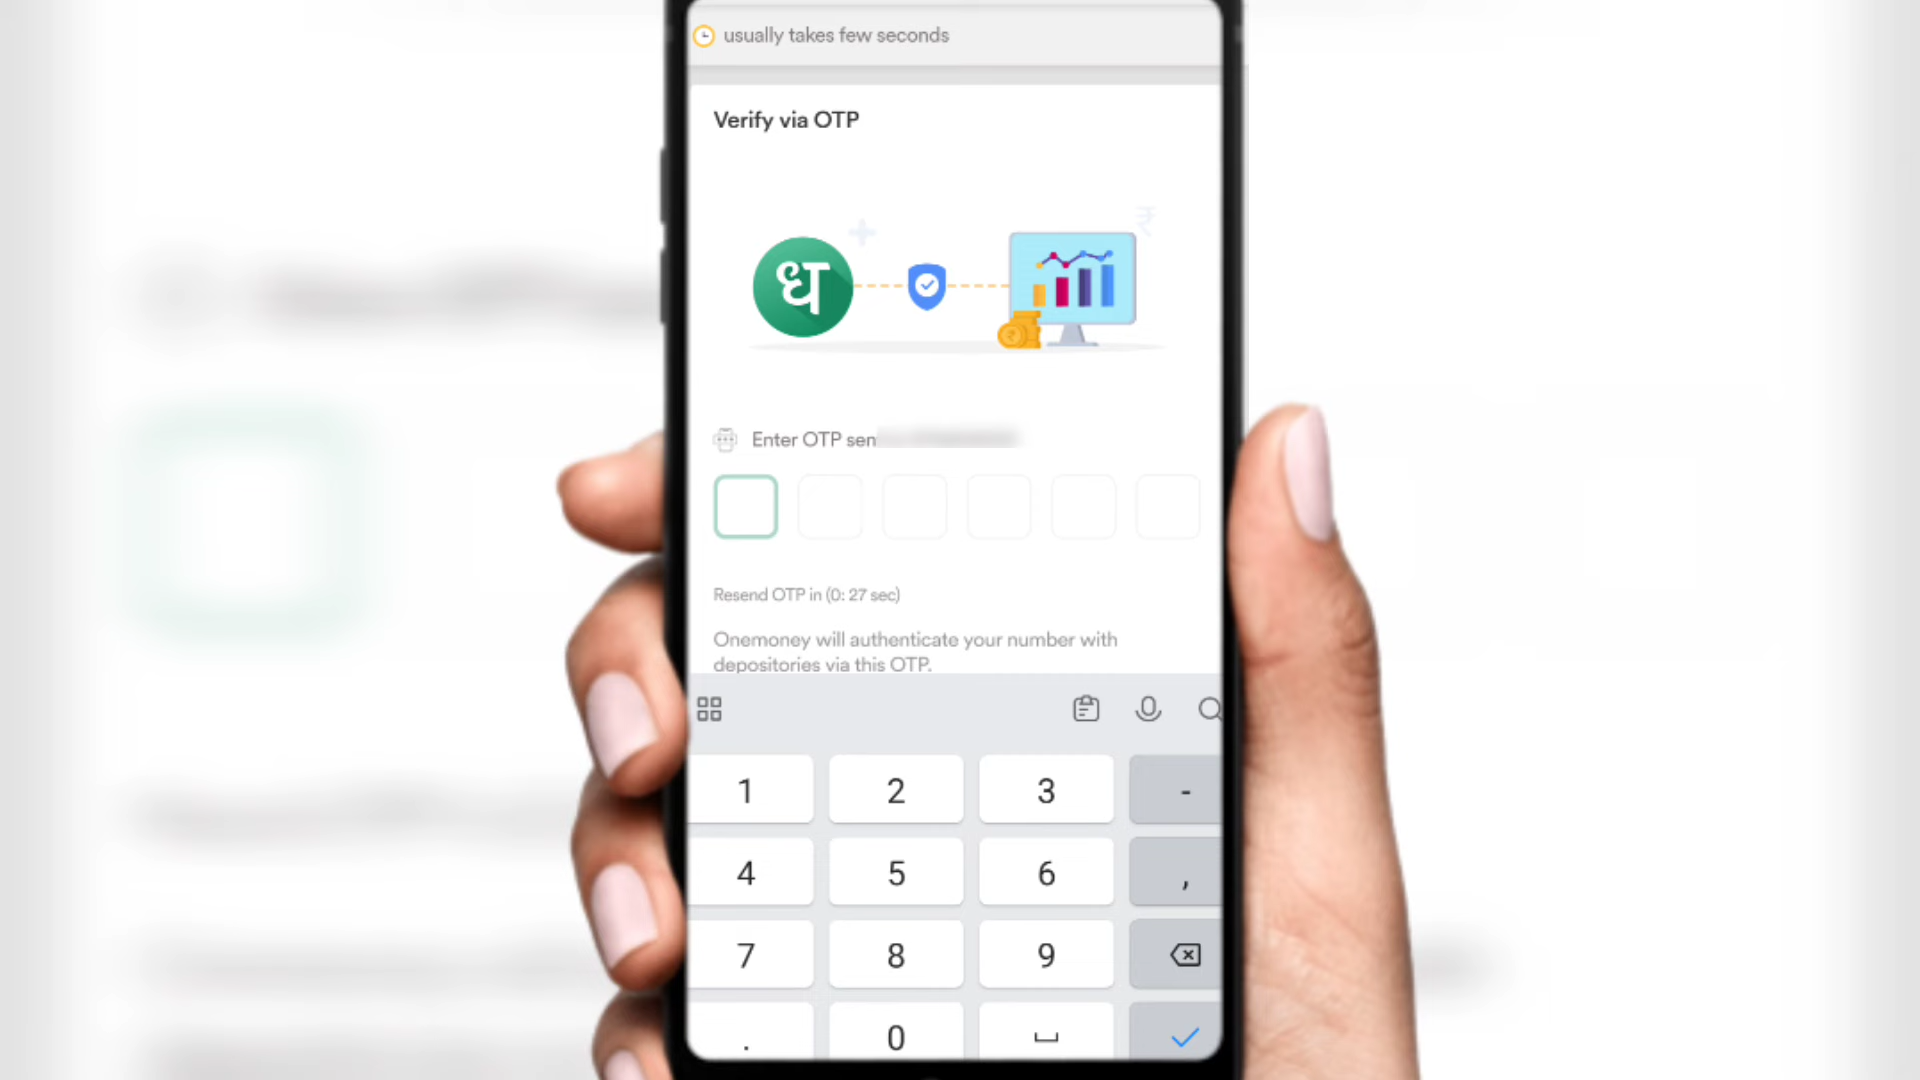 usually takes few seconds
Verify via OTP
ध
₹
₹
Enter OTP sen
Resend OTP in (0: 27 sec)
Onemoney will authenticate your number with
depositories via this OTP.
1 2 3 -
4 5 6 ,
7 8 9
. 0